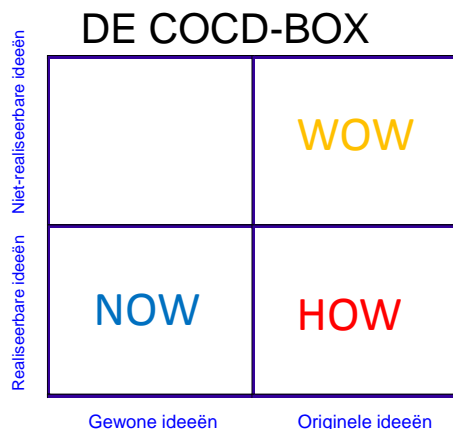 DE COCD-BOX
Niet-realiseerbare ideeën
WOW
Realiseerbare ideeën
NOW
HOW
Gewone ideeën
Originele ideeën